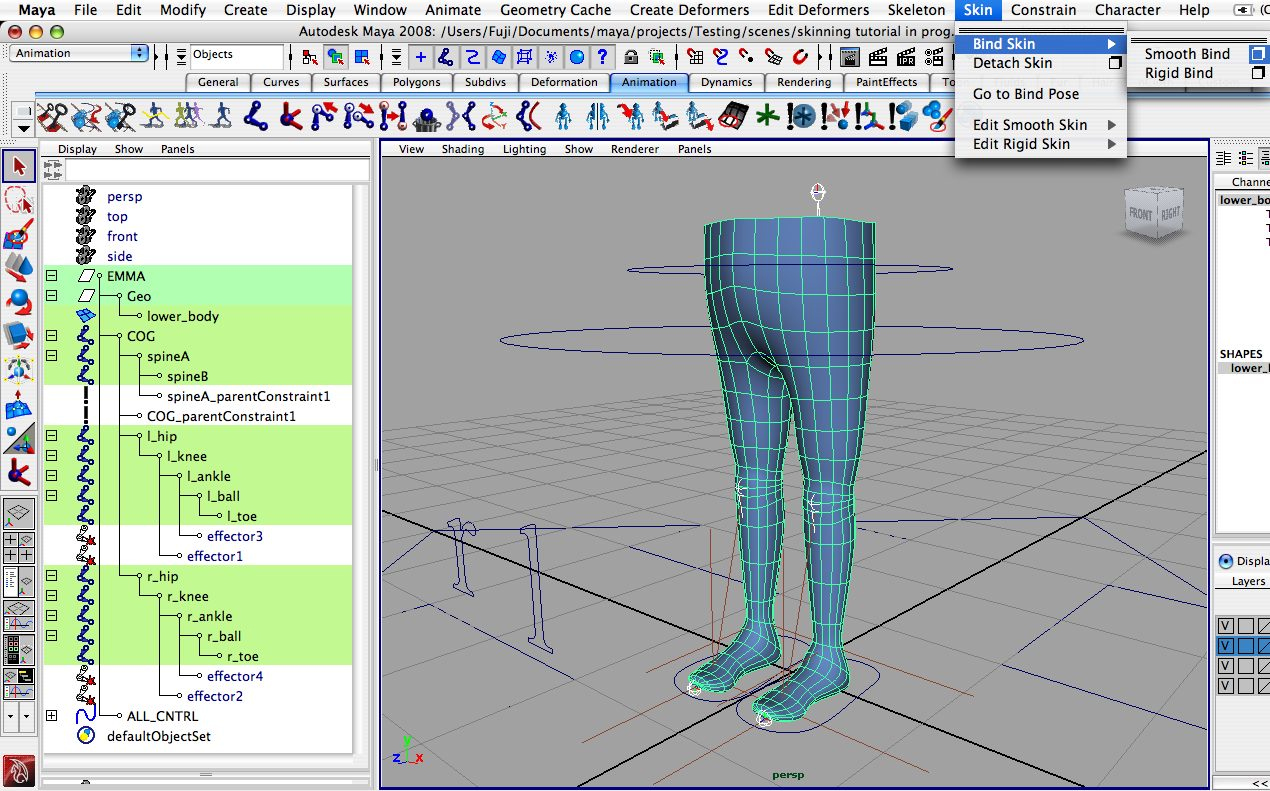 Maya File Edit Modify Create Display Window Animate Geometry Cache Create Deformers Edit Deformers Skeleton Skin Constrain Character Help
Autodesk Maya 2008: /Users/Fuji/Documents/maya/projects/Testing/scenes/skinning tutorial in prog.
Animation
Objects
Bind Skin
Detach Skin
Go to Bind Pose
Edit Smooth Skin
Edit Rigid Skin
Smooth Bind
Rigid Bind
General Curves Surfaces Polygons Subdivs Deformation Animation Dynamics Rendering PaintEffects
Display Show Panels
View Shading Lighting Show Renderer Panels
persp
top
front
side
EMMA
Geo
lower_body
COG
spineA
spineB
spineA_parentConstraint1
COG_parentConstraint1
l_hip
l_knee
l_ankle
l_ball
l_toe
effector3
effector1
r_hip
r_knee
r_ankle
r_ball
r_toe
effector4
effector2
ALL_CNTRL
defaultObjectSet
FRONT RIGHT
r l
y
z x
persp
Channe
lower_bo
SHAPES
lower_l
Displa
Layers
V
V
V
V
<<